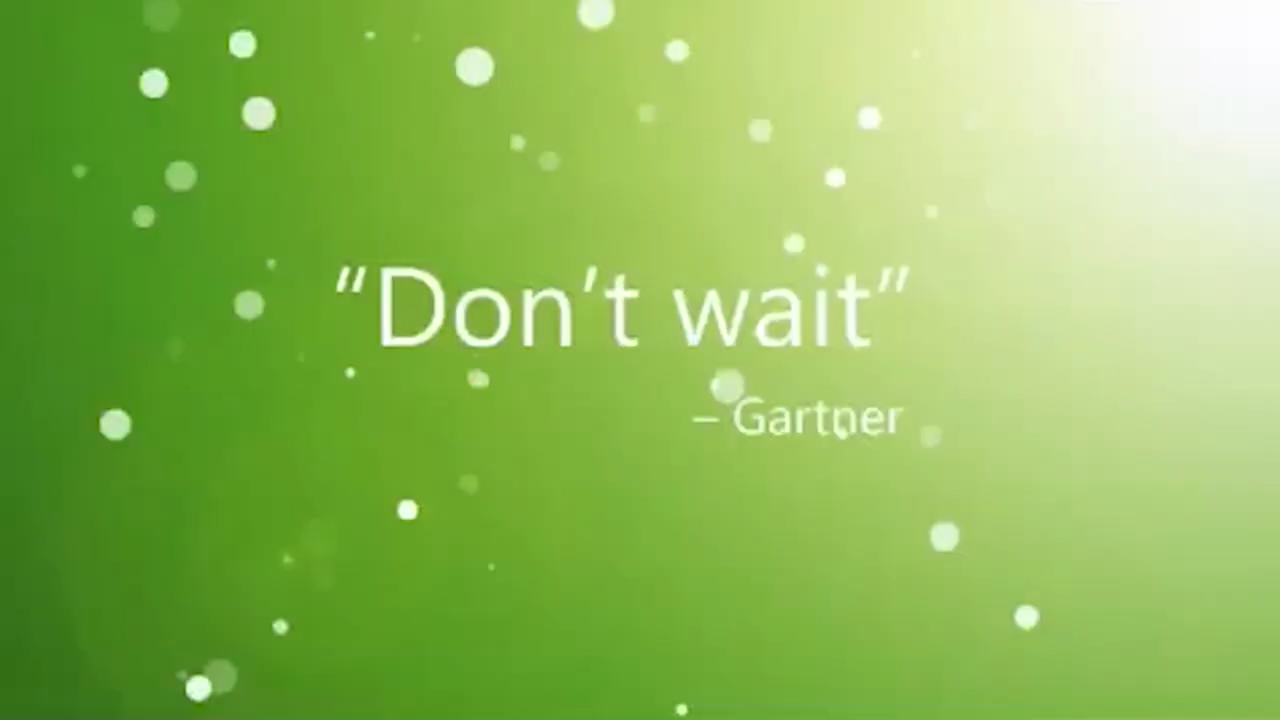 “Don’t wait”
– Gartner